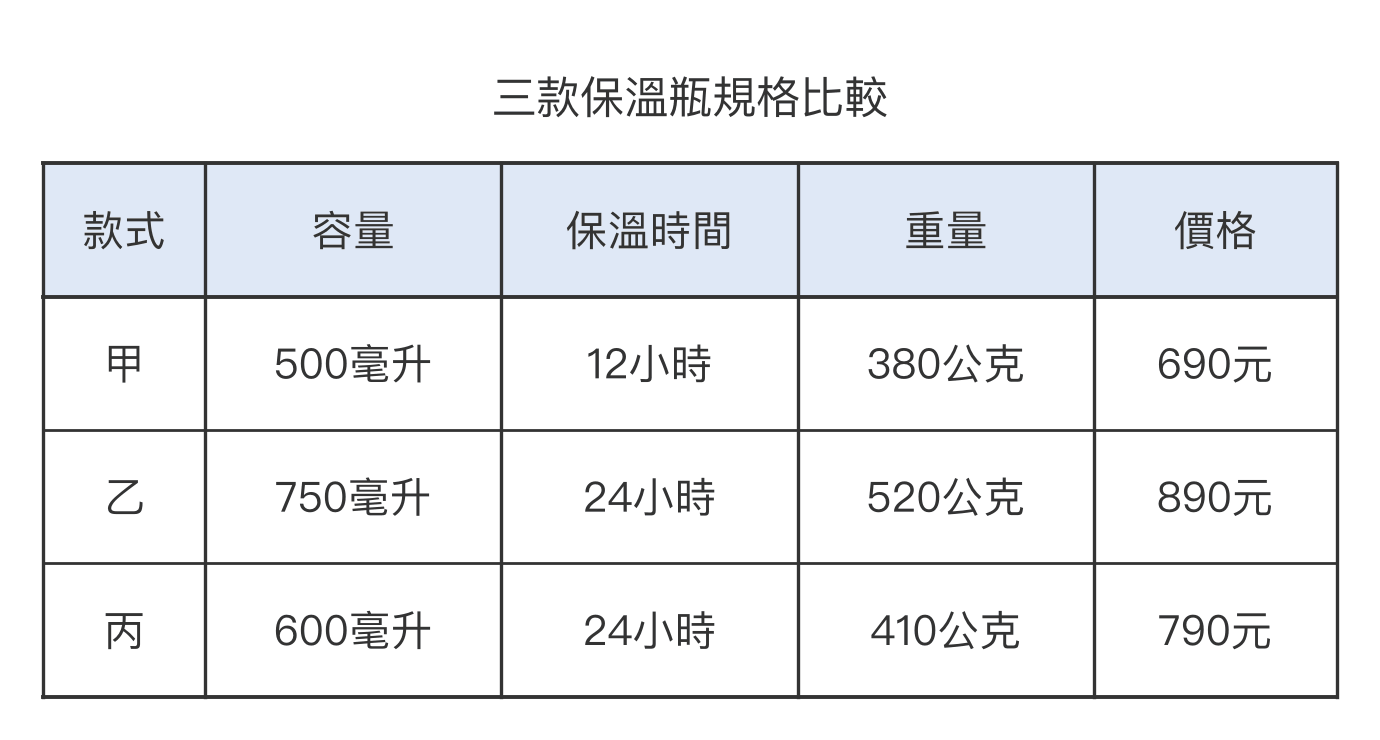 三款保溫瓶規格比較
款式 容量 保溫時間 重量 價格
甲 500毫升 12小時 380公克 690元
乙 750毫升 24小時 520公克 890元
丙 600毫升 24小時 410公克 790元